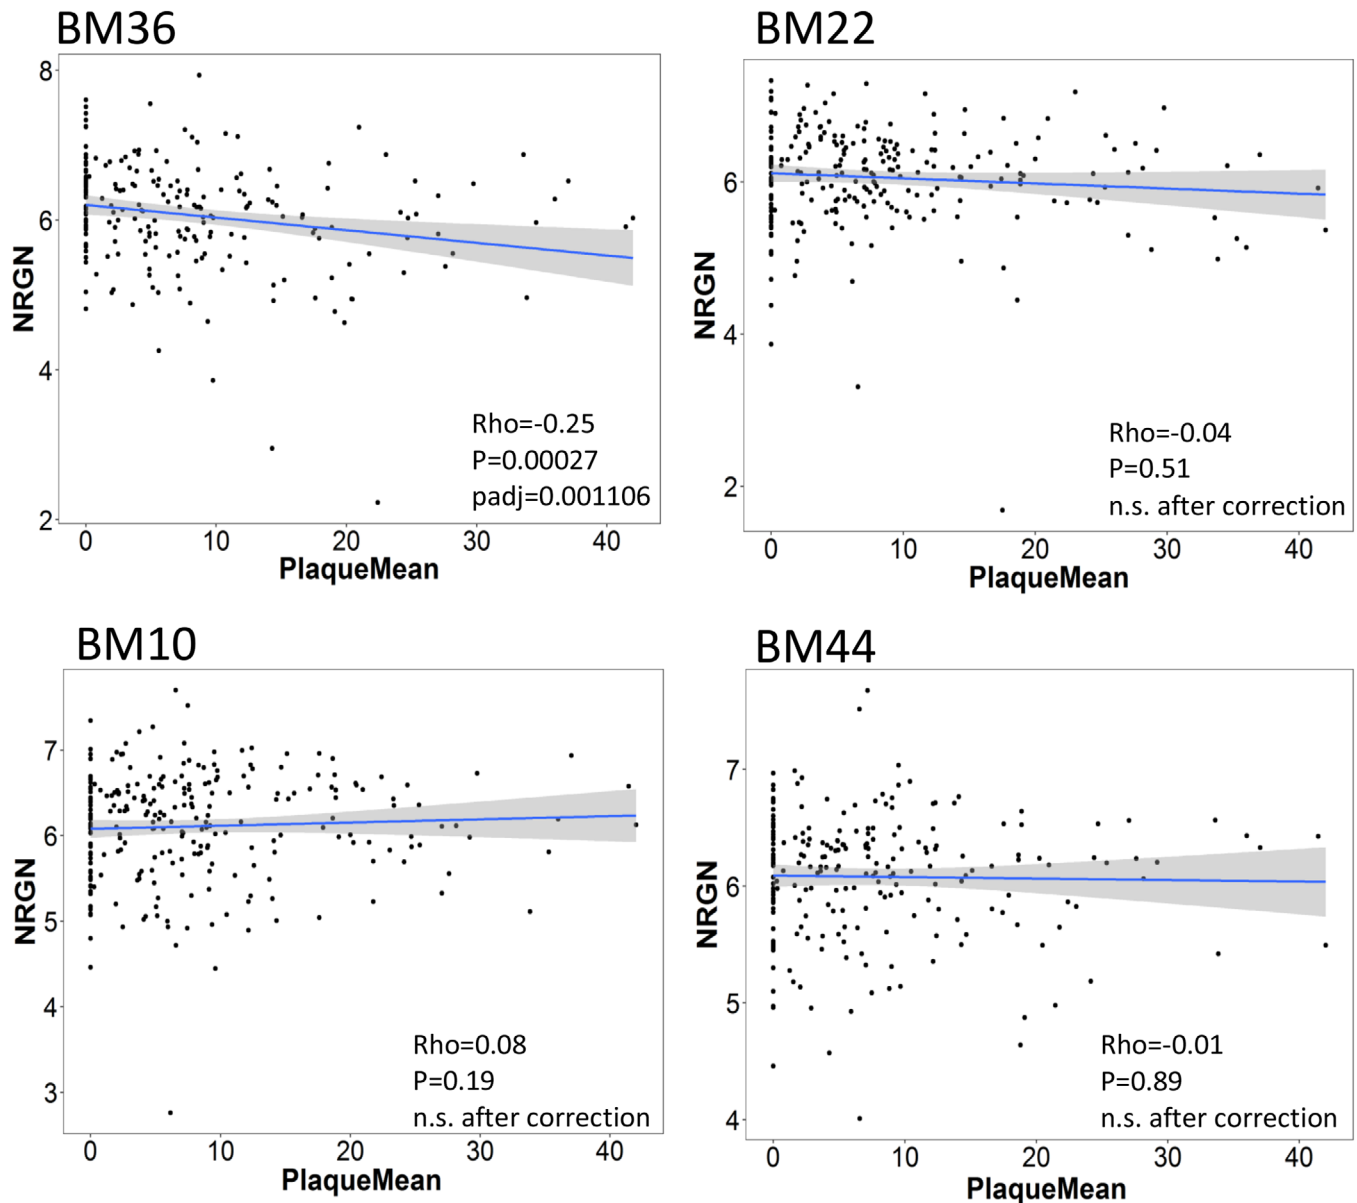 BM36
8
6
4
2
NRGN
0 10 20 30 40
PlaqueMean
Rho=-0.25
P=0.00027
padj=0.001106
BM22
6
4
2
NRGN
0 10 20 30 40
PlaqueMean
Rho=-0.04
P=0.51
n.s. after correction
BM10
7
6
5
4
3
NRGN
0 10 20 30 40
PlaqueMean
Rho=0.08
P=0.19
n.s. after correction
BM44
7
6
5
4
NRGN
0 10 20 30 40
PlaqueMean
Rho=-0.01
P=0.89
n.s. after correction